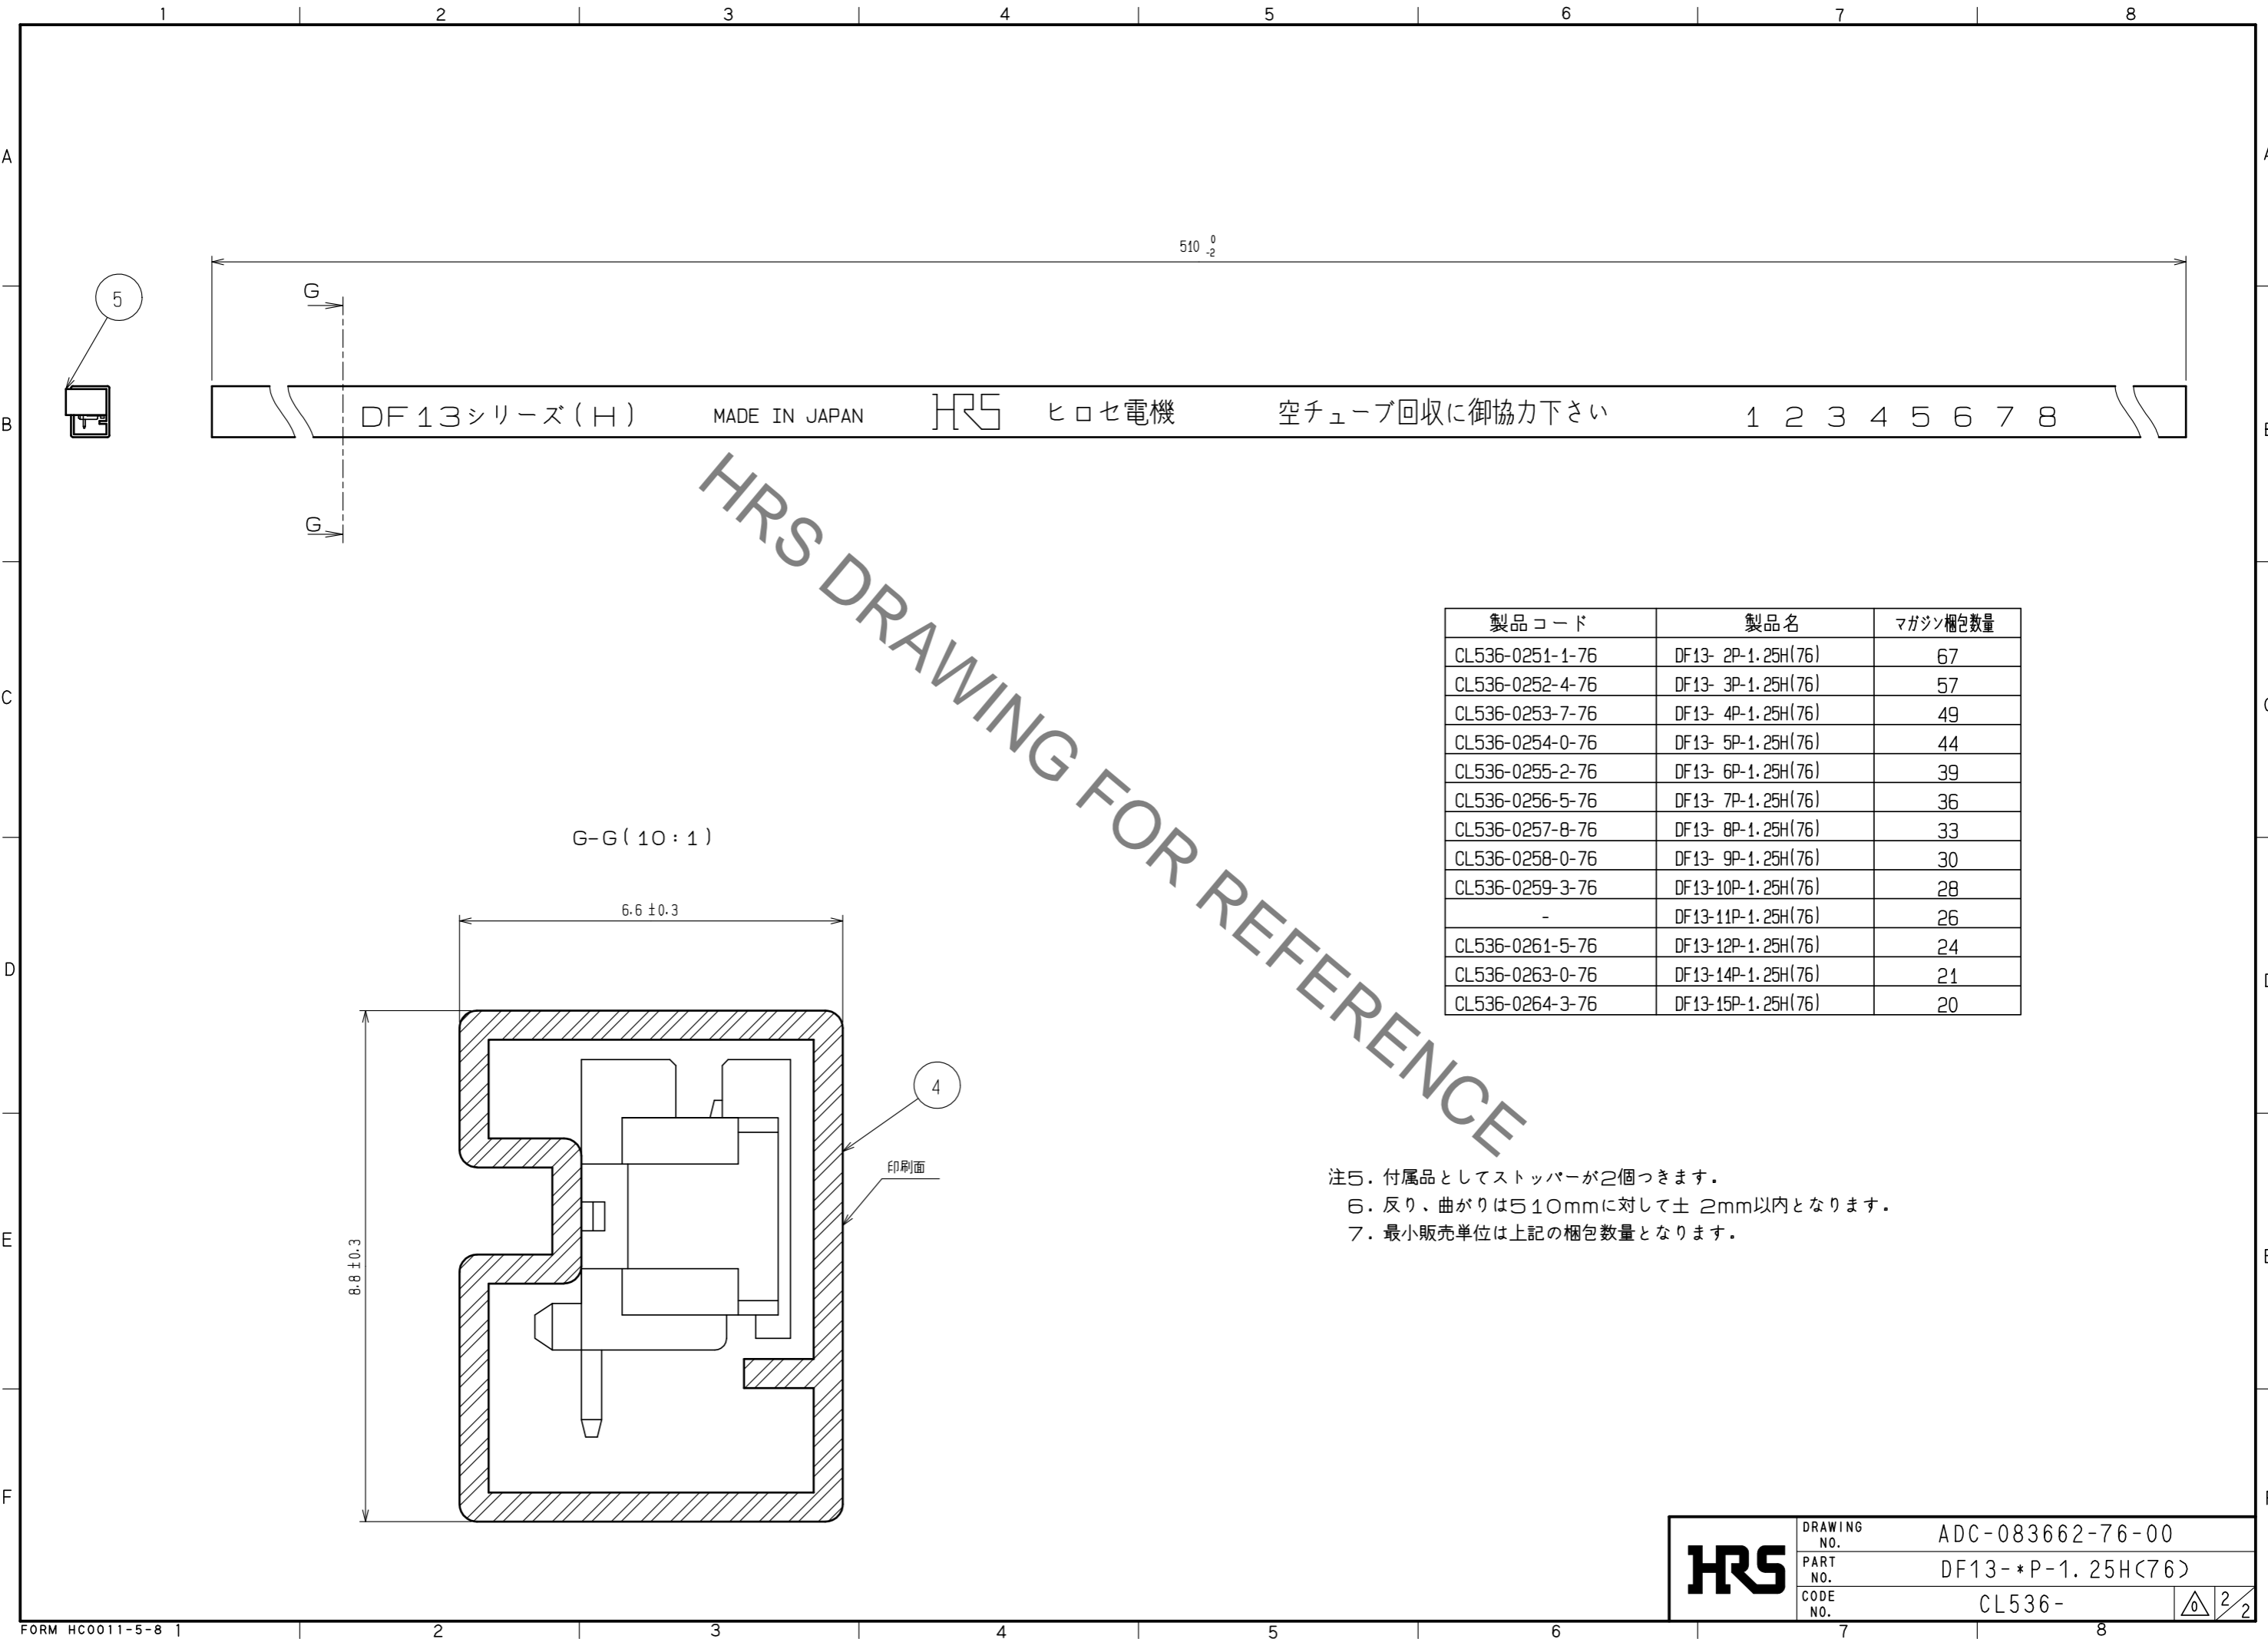 1 2 3 4 5 6 7 8
A
510 0 -2
5
G
B
DF13シリーズ(H) MADE IN JAPAN HRS ヒロセ電機 空チューブ回収に御協力下さい 1 2 3 4 5 6 7 8
G
HRS DRAWING FOR REFERENCE
製品コード 製品名 マガジン梱包数量
CL536-0251-1-76 DF13- 2P-1.25H(76) 67
CL536-0252-4-76 DF13- 3P-1.25H(76) 57
CL536-0253-7-76 DF13- 4P-1.25H(76) 49
CL536-0254-0-76 DF13- 5P-1.25H(76) 44
CL536-0255-2-76 DF13- 6P-1.25H(76) 39
CL536-0256-5-76 DF13- 7P-1.25H(76) 36
CL536-0257-8-76 DF13- 8P-1.25H(76) 33
CL536-0258-0-76 DF13- 9P-1.25H(76) 30
CL536-0259-3-76 DF13-10P-1.25H(76) 28
- DF13-11P-1.25H(76) 26
CL536-0261-5-76 DF13-12P-1.25H(76) 24
CL536-0263-0-76 DF13-14P-1.25H(76) 21
CL536-0264-3-76 DF13-15P-1.25H(76) 20
C
G-G(10:1)
6.6 ±0.3
D
4
印刷面
8.8 ±0.3
注5. 付属品としてストッパーが2個つきます.
6. 反り、曲がりは510mmに対して± 2mm以内となります.
7. 最小販売単位は上記の梱包数量となります.
E
F
HRS
DRAWING NO. ADC-083662-76-00
PART NO. DF13-*P-1.25H(76)
CODE NO. CL536- 0 2/2
FORM HC0011-5-8 1 2 3 4 5 6 7 8